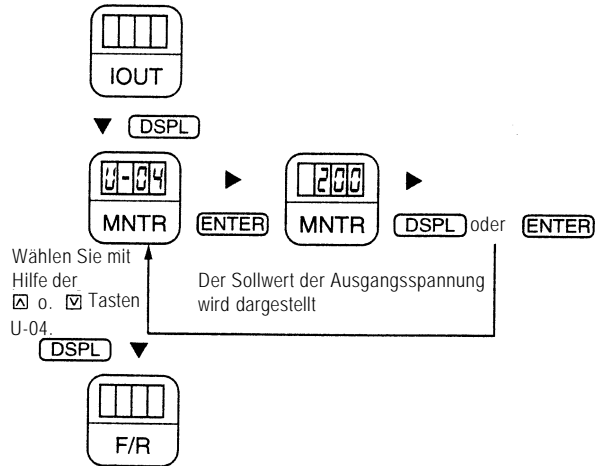 IOUT
DSPL
U-04
200
MNTR
ENTER
MNTR
DSPL oder ENTER
Wählen Sie mit
Hilfe der
o. Tasten
U-04.
Der Sollwert der Ausgangsspannung
wird dargestellt
DSPL
F/R